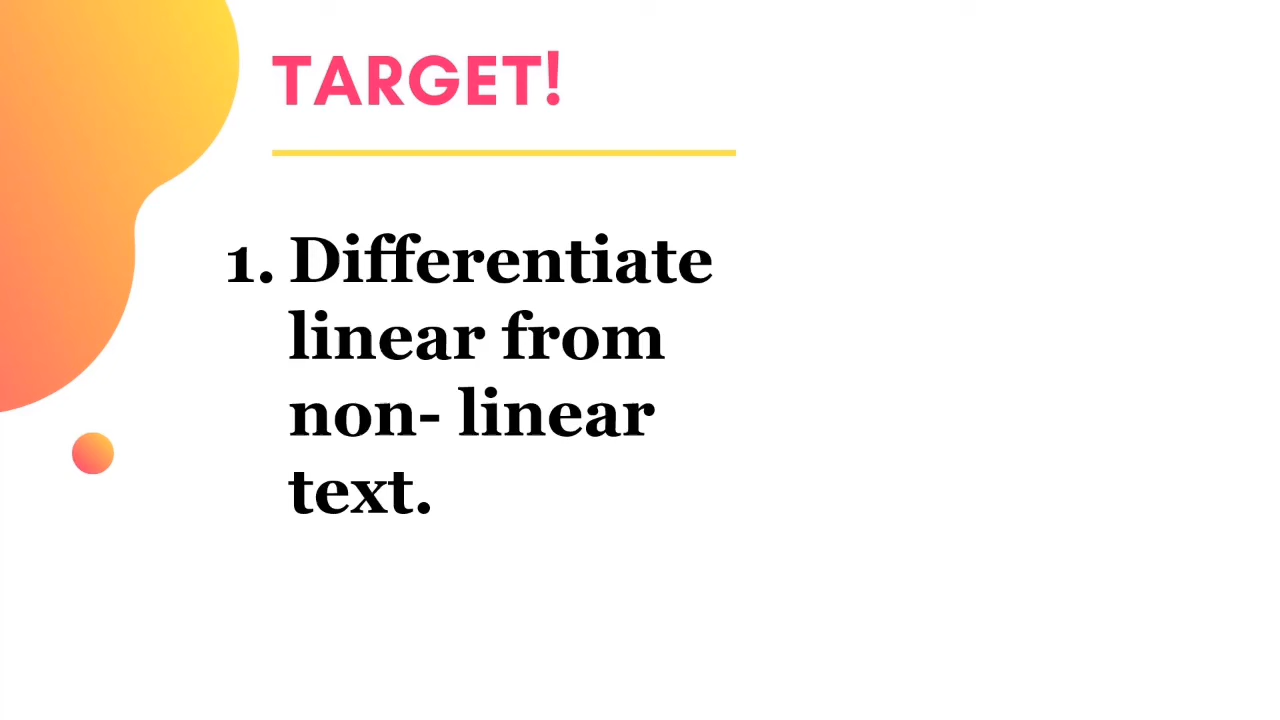 TARGET!
1. Differentiate
linear from
non- linear
text.